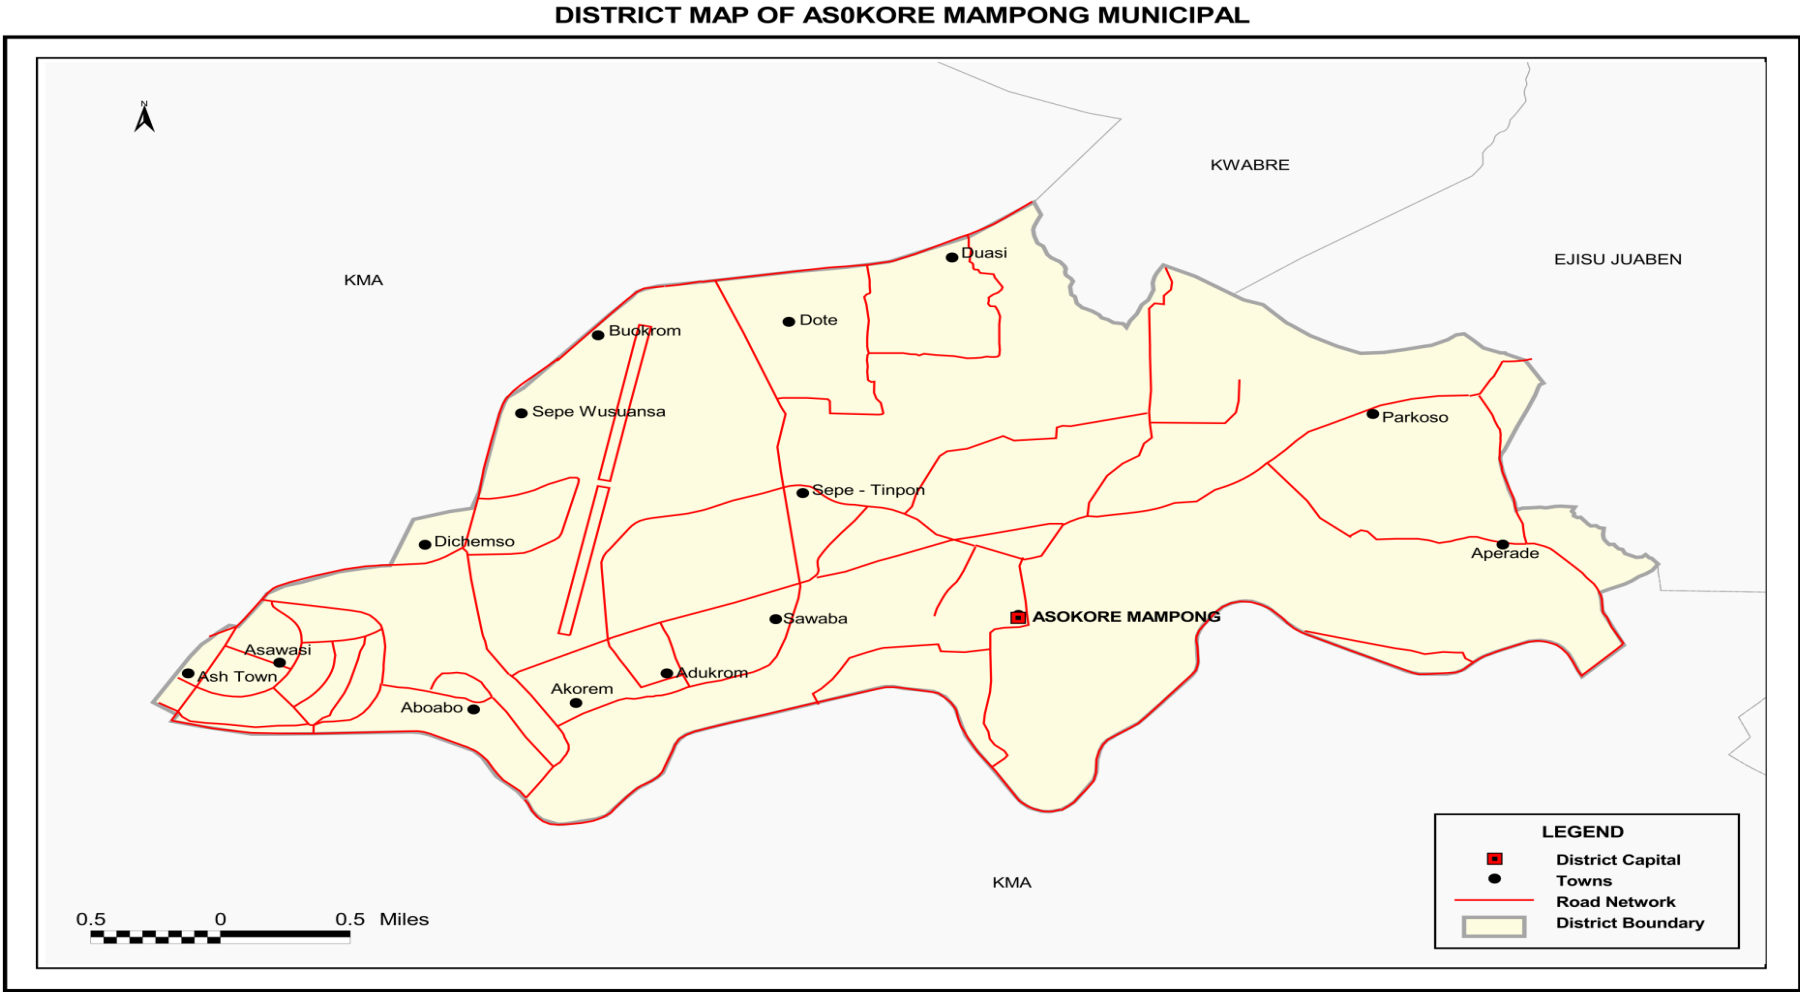 DISTRICT MAP OF AS0KORE MAMPONG MUNICIPAL
N
KWABRE
EJISU JUABEN
KMA
Duasi
Dote
Buokrom
Sepe Wusuansa
Parkoso
Sepe - Tinpon
Dichemso
Aperade
Sawaba
ASOKORE MAMPONG
Asawasi
Ash Town
Adukrom
Akorem
Aboabo
KMA
LEGEND
District Capital
Towns
Road Network
District Boundary
0.5 0 0.5 Miles